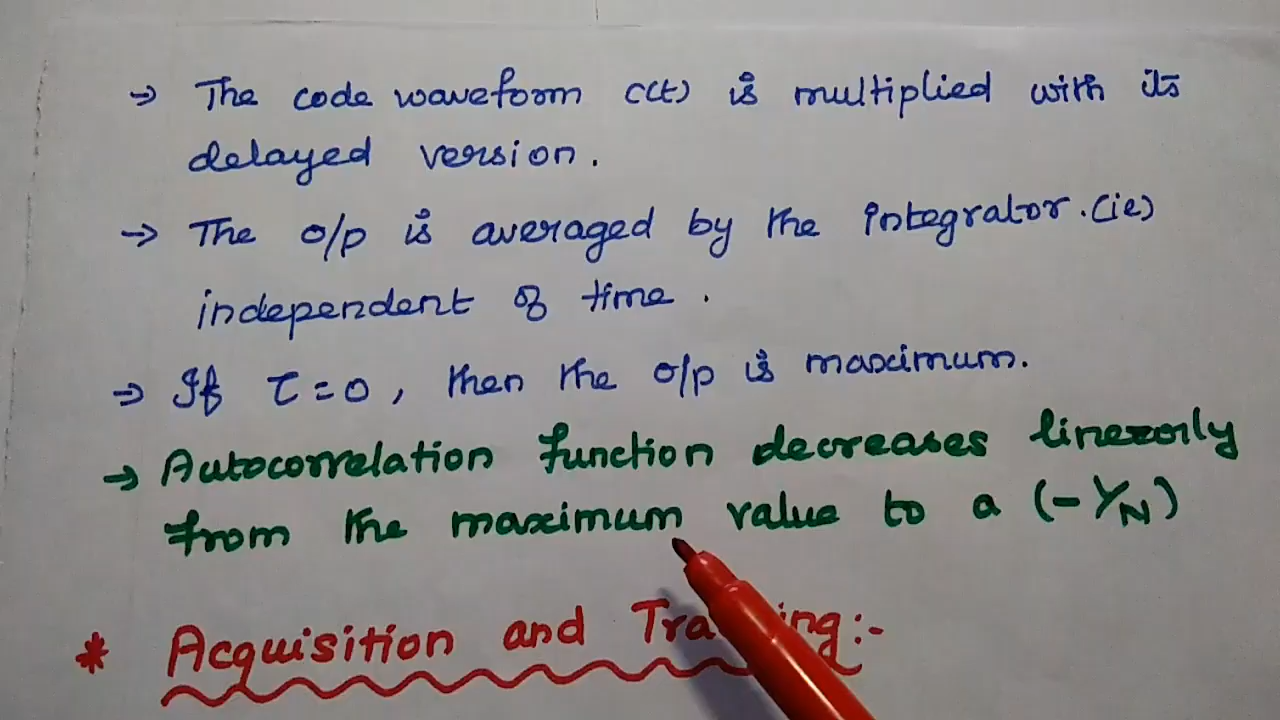 → The code waveform c(t) is multiplied with its
delayed version.
→ The o/p is averaged by the integrator. (ie)
independent of time.
→ If τ = 0, then the o/p is maximum.
→ Autocorrelation function decreases linearly
from the maximum value to a (-1/N)
* Acquisition and :-